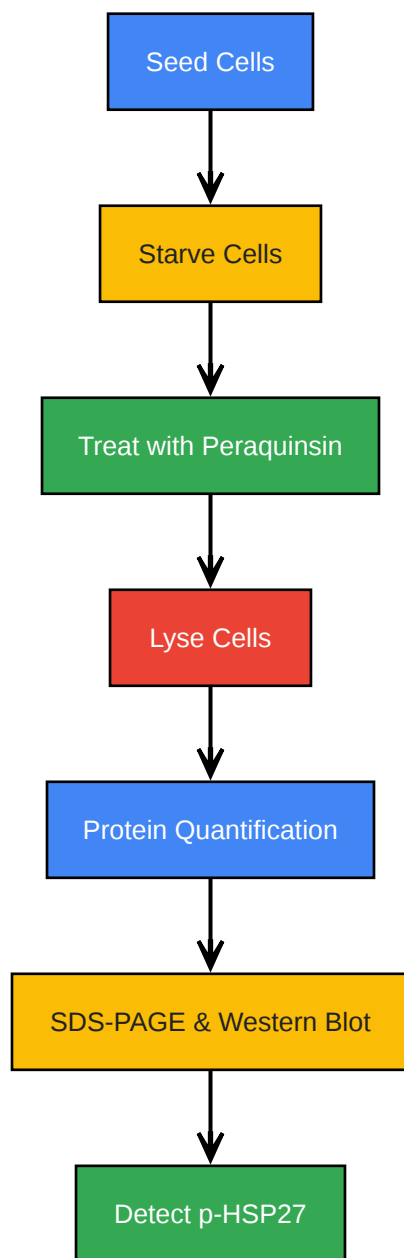 Seed Cells
Starve Cells
Treat with Peraquinsin
Lyse Cells
Protein Quantification
SDS-PAGE & Western Blot
Detect p-HSP27